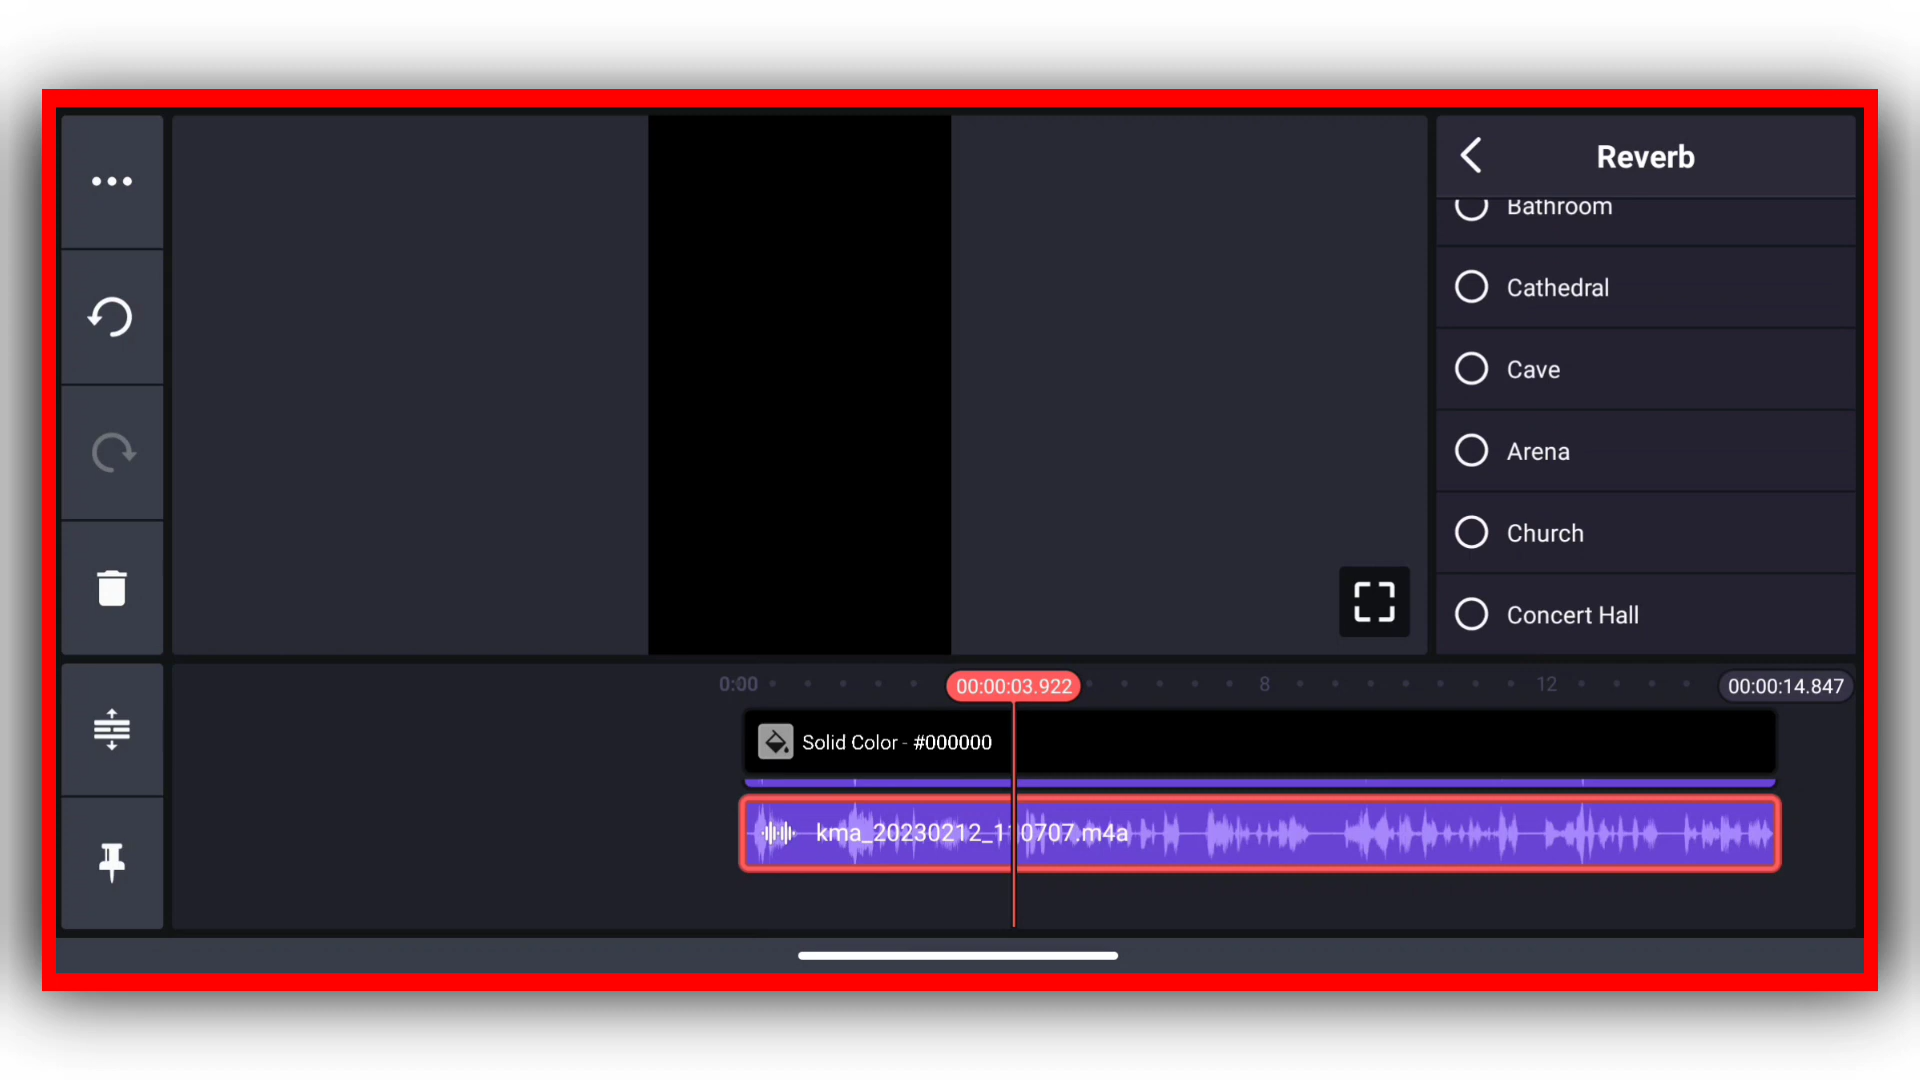 Reverb
Bathroom
Cathedral
Cave
Arena
Church
Concert Hall
0:00
00:00:03.922
8
12
00:00:14.847
Solid Color - #000000
kma_20230212_110707.m4a